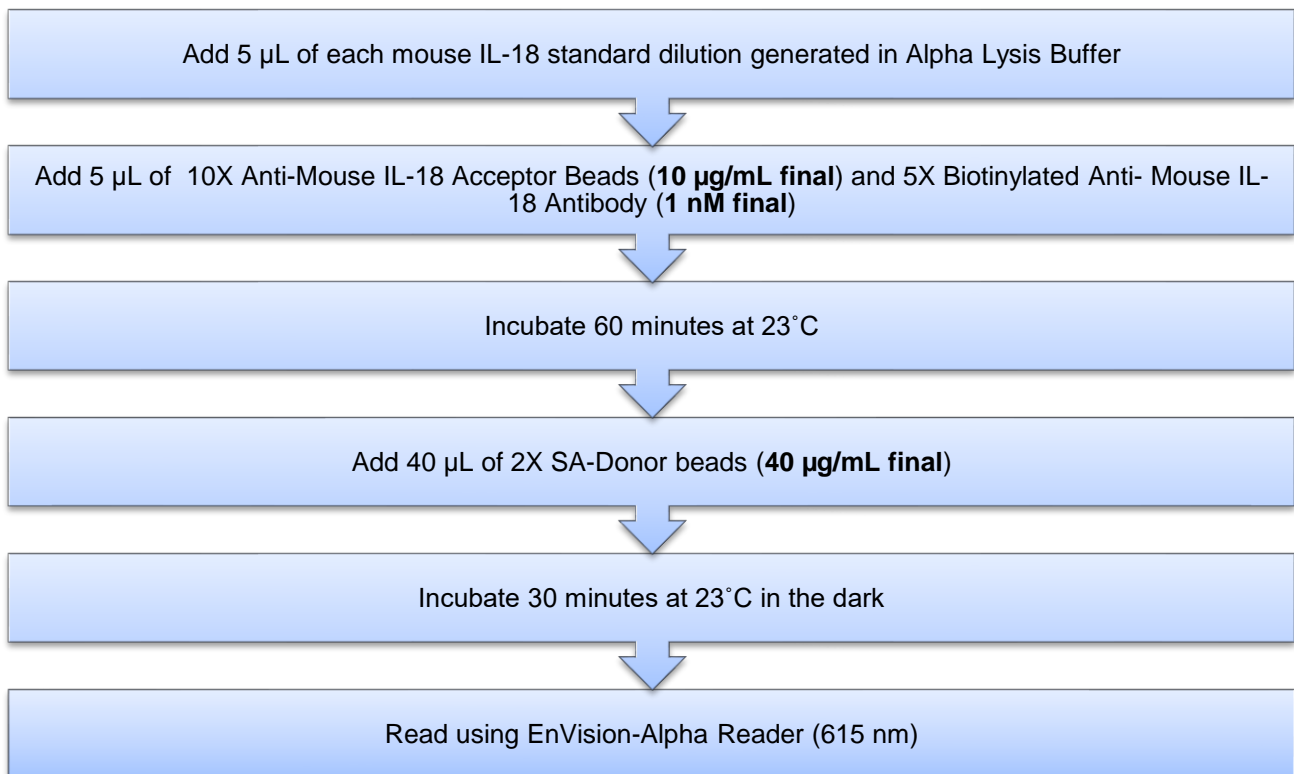 Add 5 µL of each mouse IL-18 standard dilution generated in Alpha Lysis Buffer
Add 5 µL of 10X Anti-Mouse IL-18 Acceptor Beads (10 µg/mL final) and 5X Biotinylated Anti- Mouse IL-
18 Antibody (1 nM final)
Incubate 60 minutes at 23˚C
Add 40 µL of 2X SA-Donor beads (40 µg/mL final)
Incubate 30 minutes at 23˚C in the dark
Read using EnVision-Alpha Reader (615 nm)